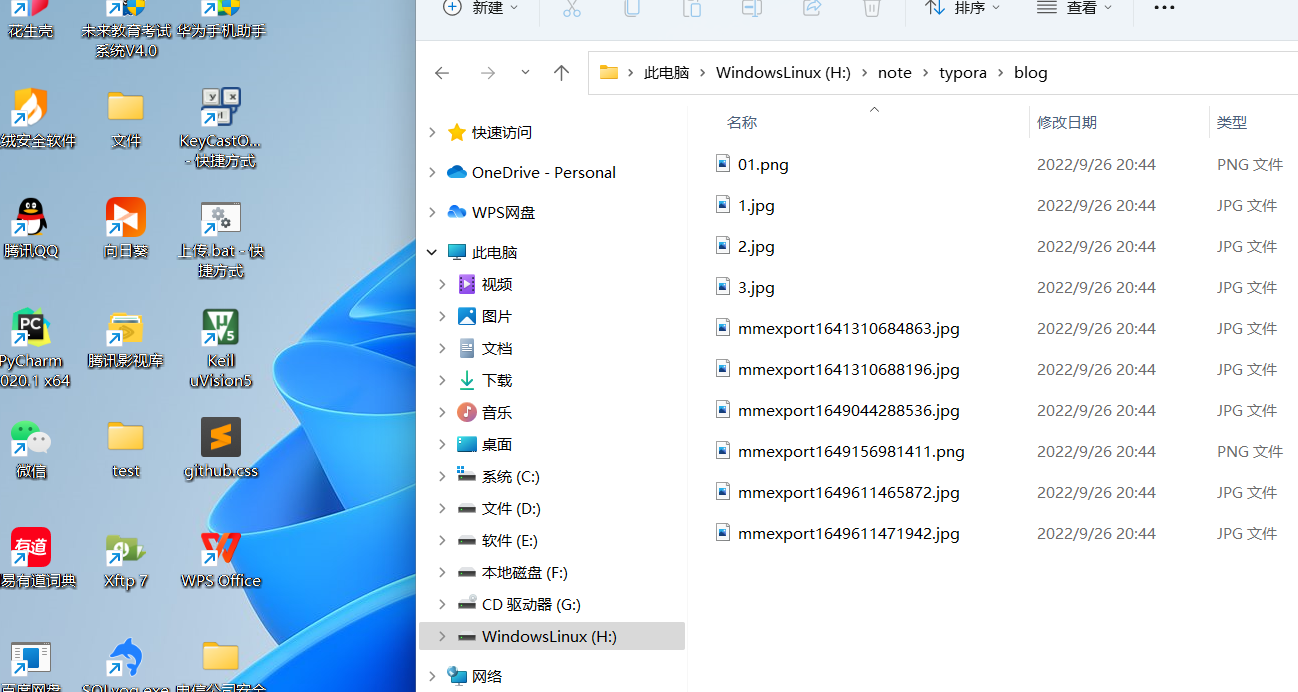 花生壳
未来教育考试
系统V4.0
华为手机助手
绒安全软件
文件
KeyCastO...
- 快捷方式
腾讯QQ
向日葵
上传.bat - 快
捷方式
PyCharm
020.1 x64
腾讯影视库
Keil
uVision5
微信
test
github.css
有道
易有道词典
Xftp 7
WPS Office
百度网盘
SQLyog.exe
电信公司安全
新建
排序
查看
此电脑
WindowsLinux (H:)
note
typora
blog
快速访问
OneDrive - Personal
WPS网盘
此电脑
视频
图片
文档
下载
音乐
桌面
系统 (C:)
文件 (D:)
软件 (E:)
本地磁盘 (F:)
CD 驱动器 (G:)
WindowsLinux (H:)
网络
名称 修改日期 类型
01.png 2022/9/26 20:44 PNG 文件
1.jpg 2022/9/26 20:44 JPG 文件
2.jpg 2022/9/26 20:44 JPG 文件
3.jpg 2022/9/26 20:44 JPG 文件
mmexport1641310684863.jpg 2022/9/26 20:44 JPG 文件
mmexport1641310688196.jpg 2022/9/26 20:44 JPG 文件
mmexport1649044288536.jpg 2022/9/26 20:44 JPG 文件
mmexport1649156981411.png 2022/9/26 20:44 PNG 文件
mmexport1649611465872.jpg 2022/9/26 20:44 JPG 文件
mmexport1649611471942.jpg 2022/9/26 20:44 JPG 文件